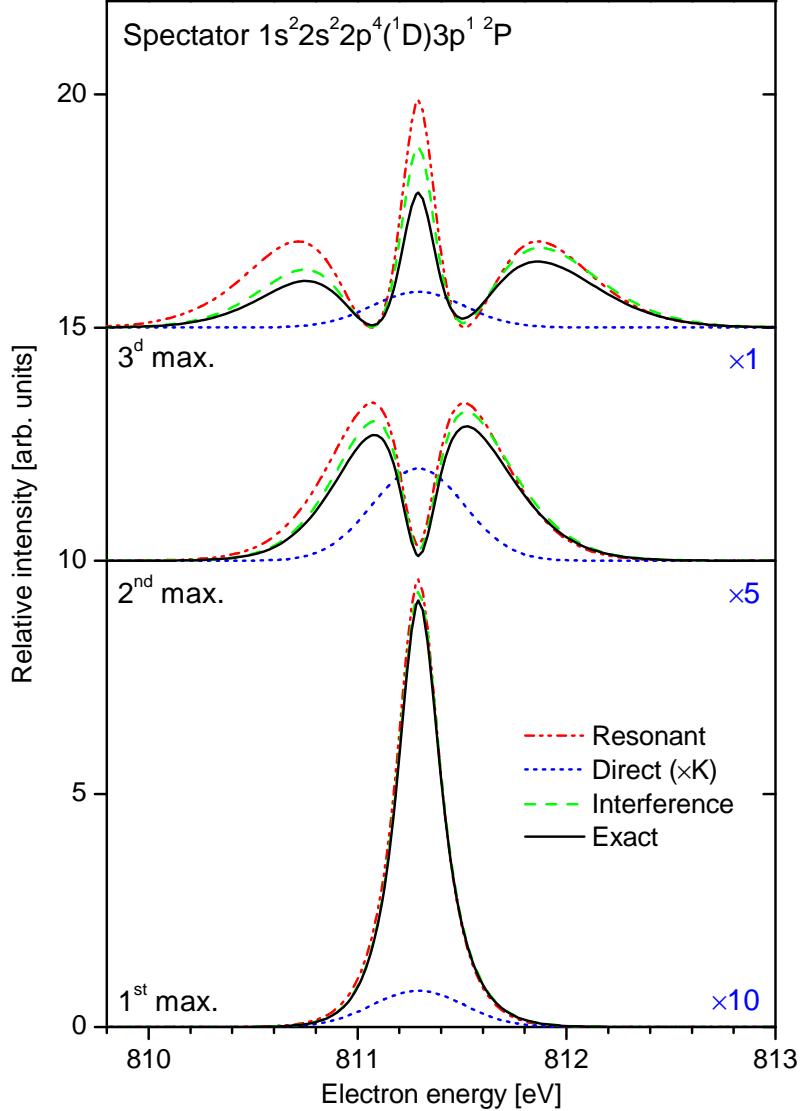 Spectator 1s²2s²2p⁴(¹D)3p¹ ²P
20
15
3ᵈ max.
×1
10
2ⁿᵈ max.
×5
Relative intensity [arb. units]
Resonant
Direct (×K)
Interference
Exact
5
1ˢᵗ max.
×10
0
810
811
812
813
Electron energy [eV]